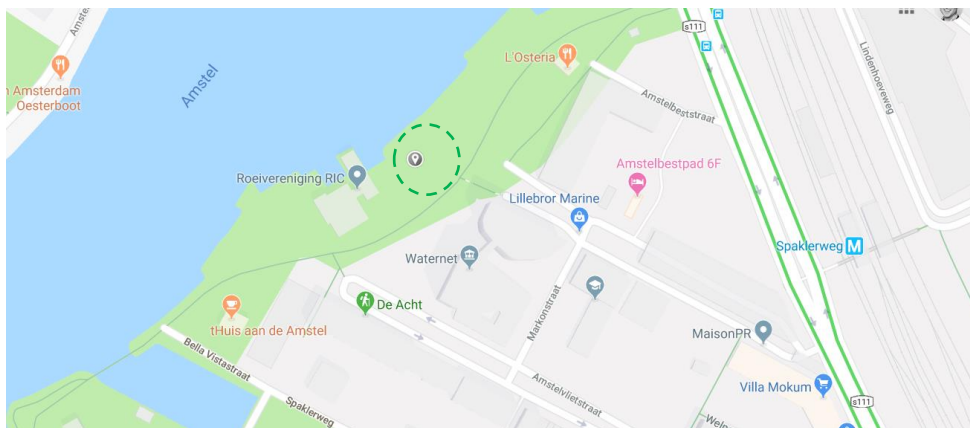 s111
L'Osteria
n Amsterdam
Oesterboot
Amstel
Amstelbeststraat
Lindenhoeveweg
Roeivereniging RIC
Amstelbestpad 6F
Lillebror Marine
Spaklerweg M
Waternet
De Acht
Markonstraat
tHuis aan de Amstel
MaisonPR
Bella Vistastraat
Amstelvlietstraat
Villa Mokum
Spaklerweg
s111